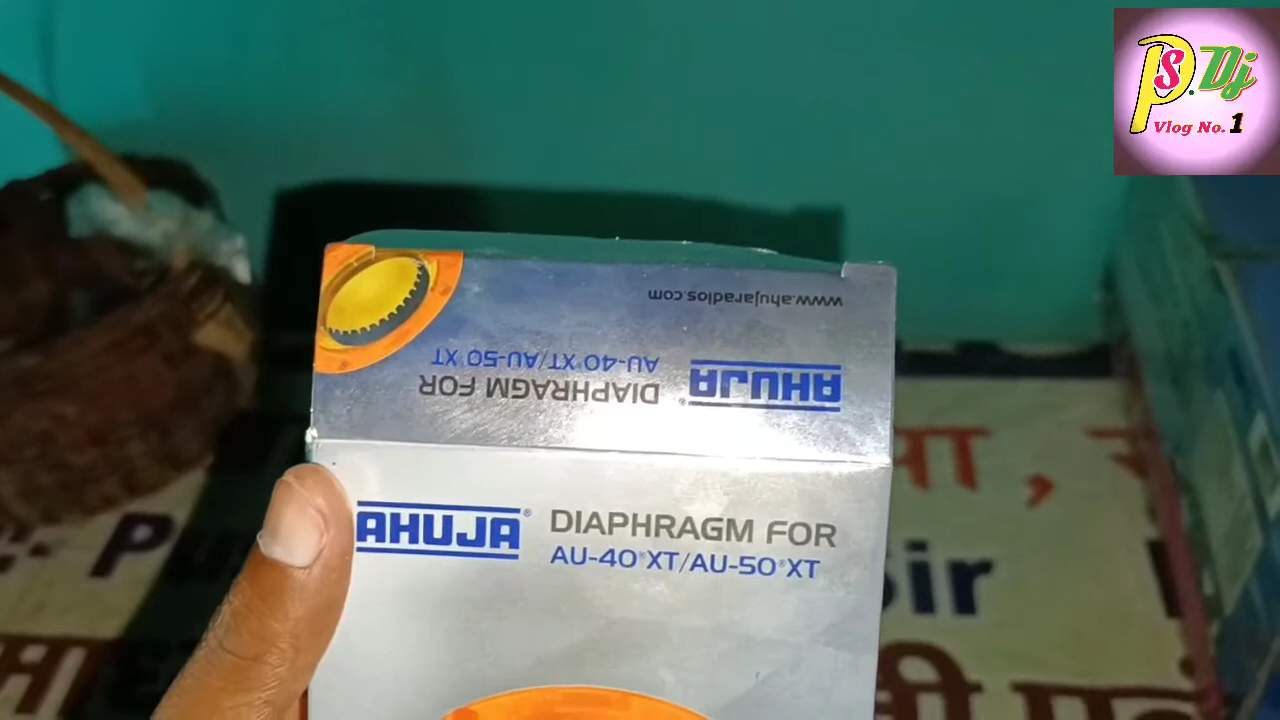 PS.Dj
Vlog No. 1
www.ahujaradios.com
AHUJA®
DIAPHRAGM FOR
AU-40 XT/AU-50 XT
AHUJA®
DIAPHRAGM FOR
AU-40®XT/AU-50®XT